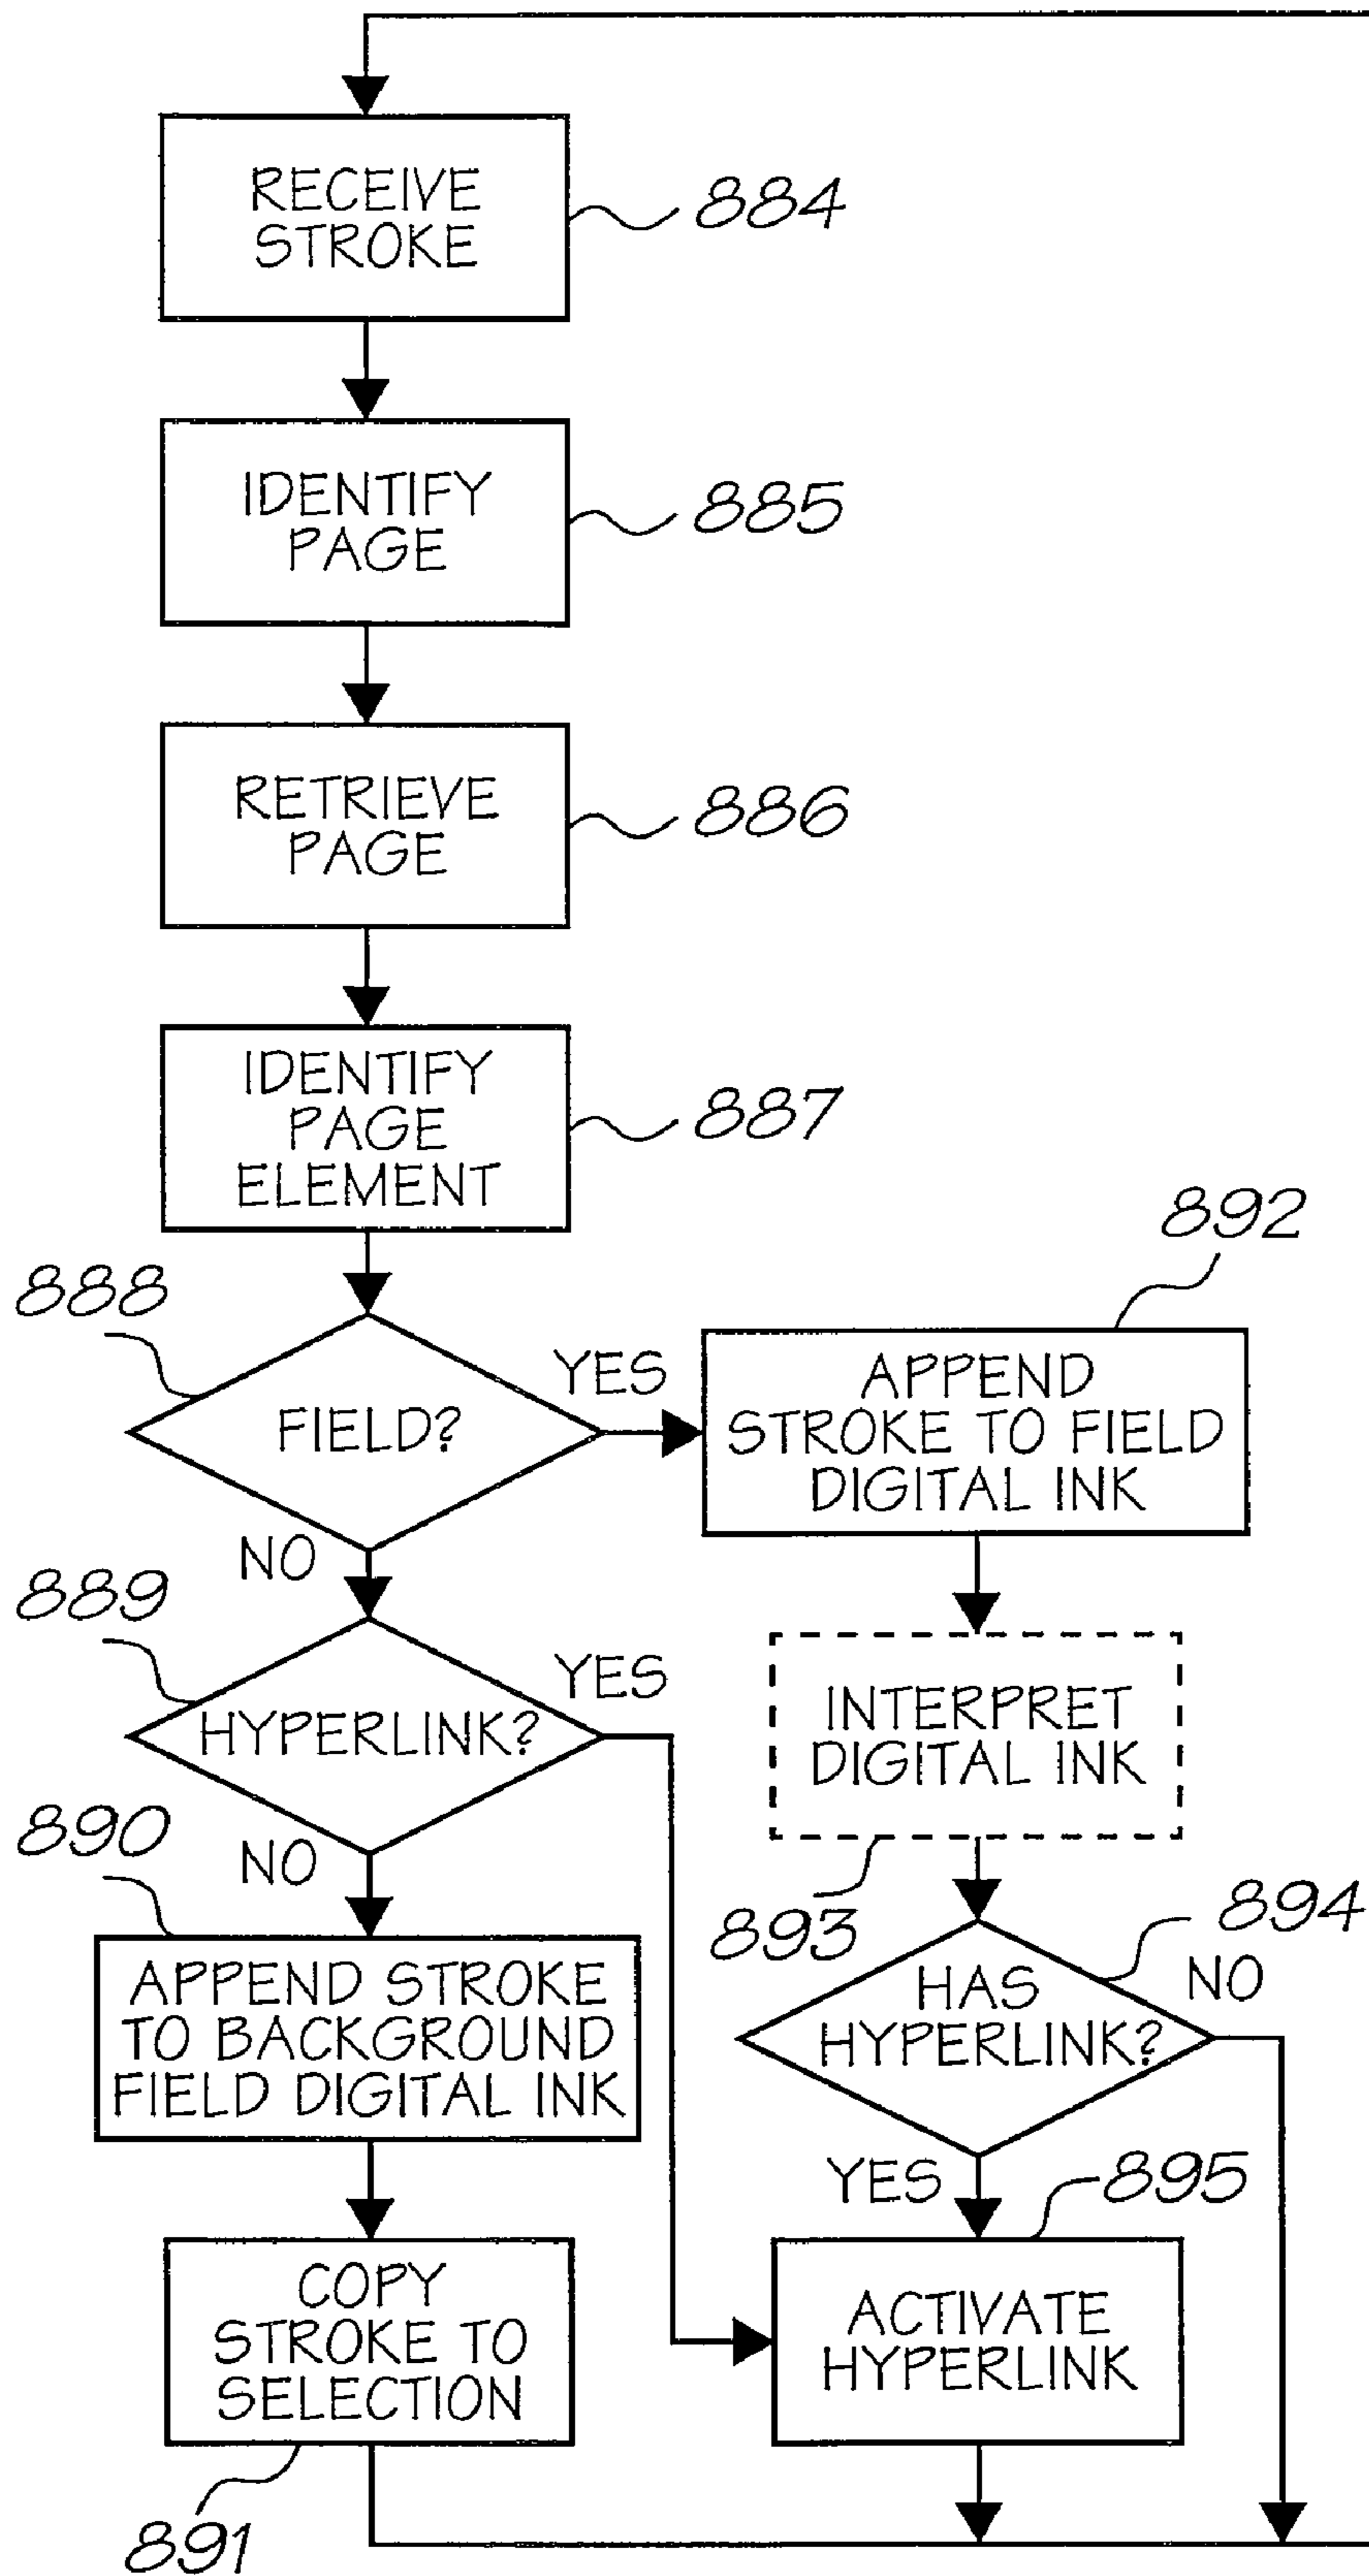 RECEIVE
STROKE
884
IDENTIFY
PAGE
885
RETRIEVE
PAGE
886
IDENTIFY
PAGE
ELEMENT
887
888
FIELD?
YES
NO
892
APPEND
STROKE TO FIELD
DIGITAL INK
889
HYPERLINK?
YES
NO
INTERPRET
DIGITAL INK
893
890
APPEND STROKE
TO BACKGROUND
FIELD DIGITAL INK
894
HAS
HYPERLINK?
NO
YES
895
COPY
STROKE TO
SELECTION
891
ACTIVATE
HYPERLINK